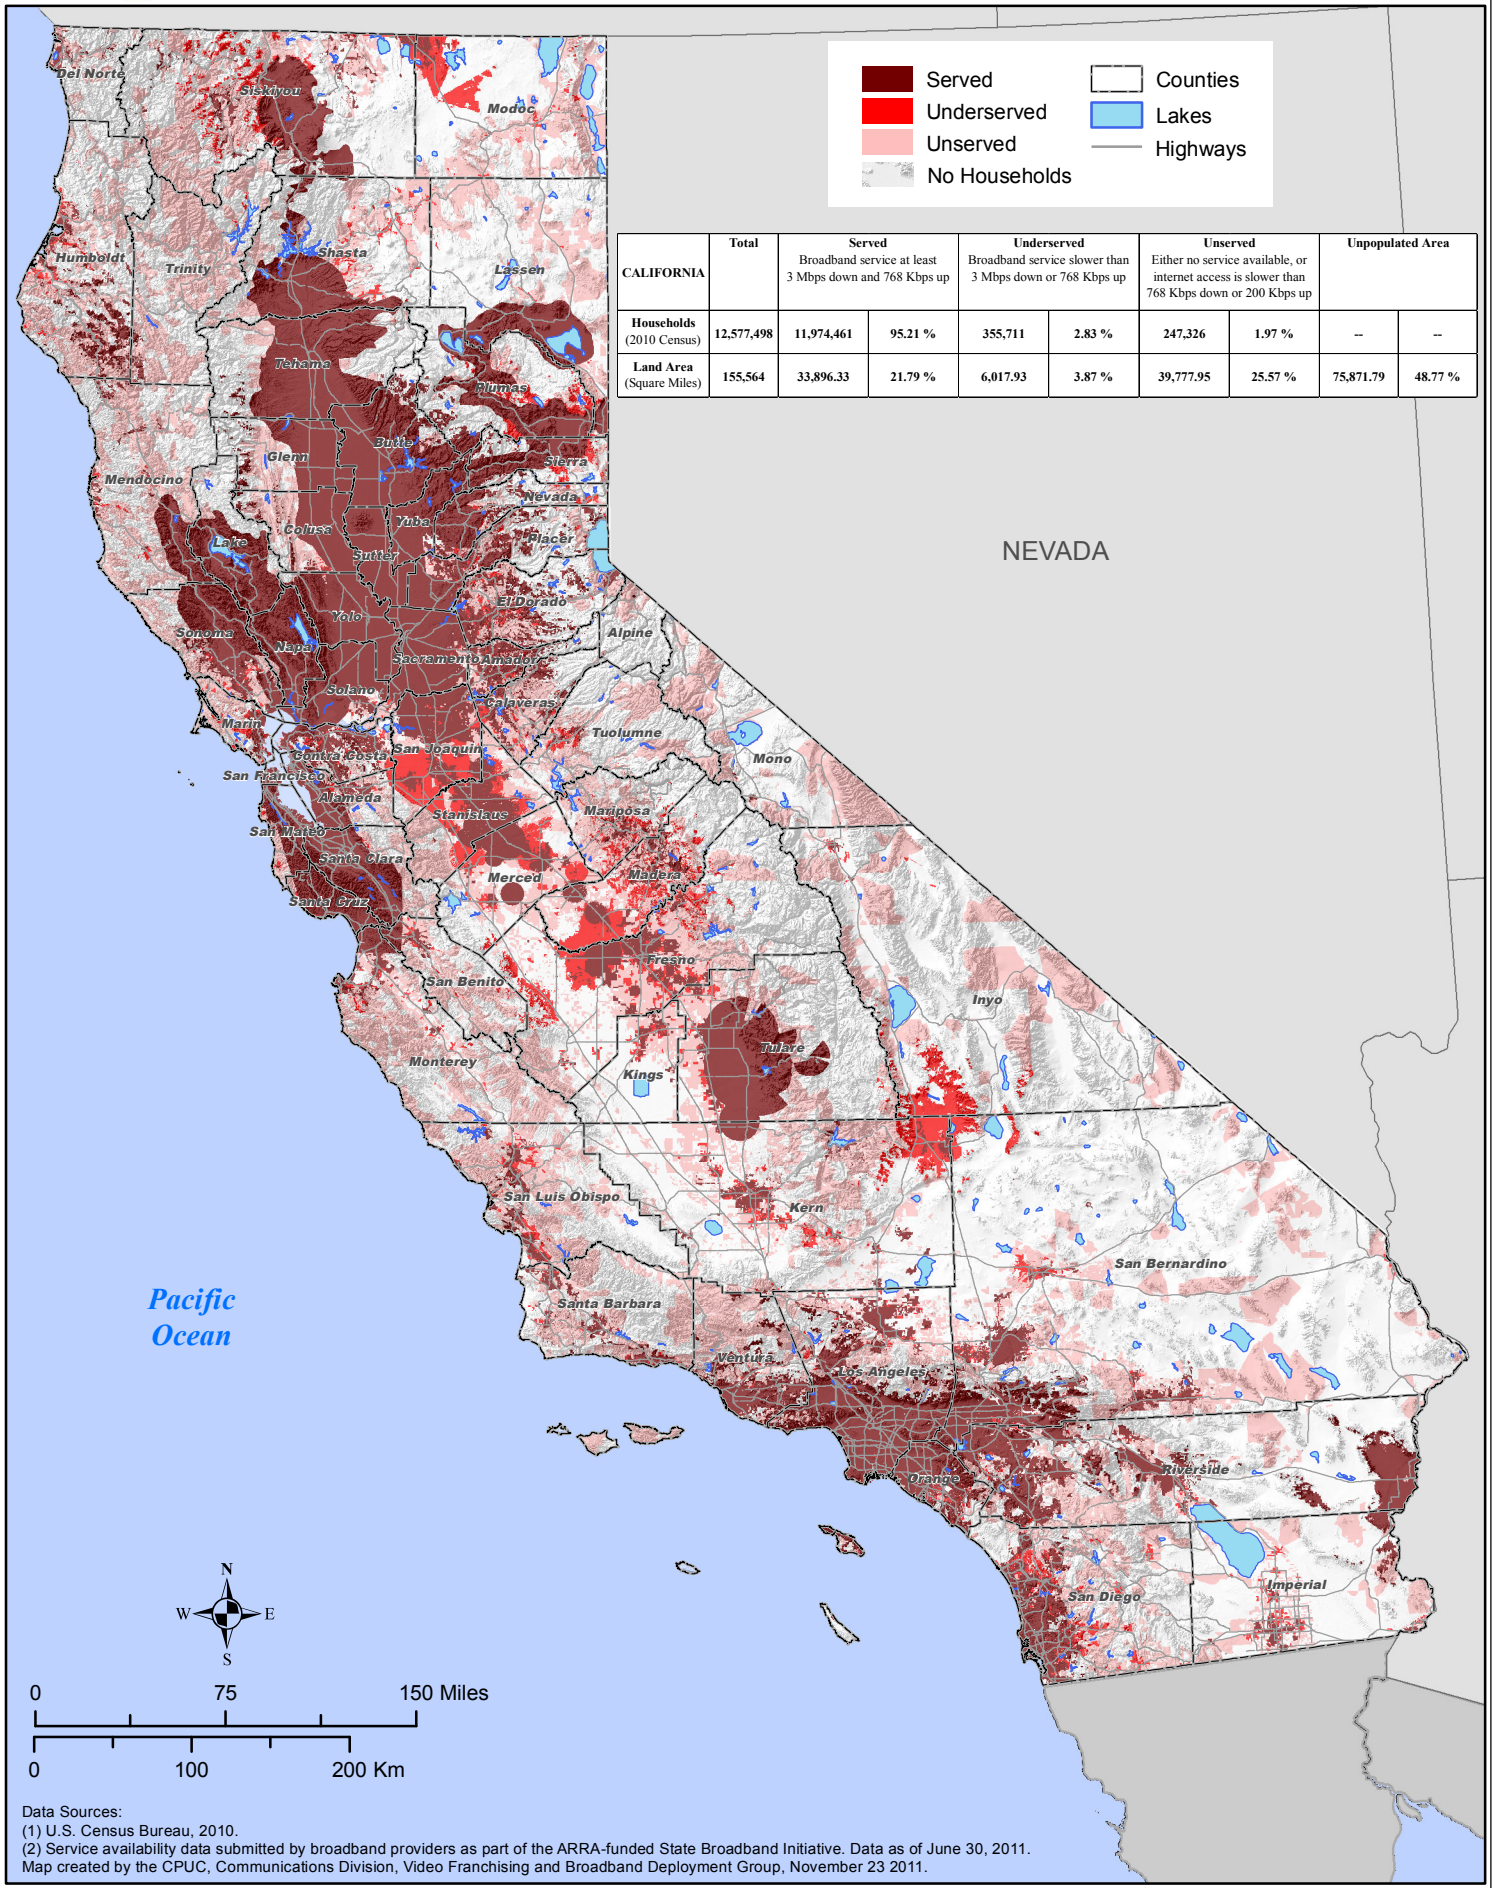 Served
Underserved
Unserved
No Households
Counties
Lakes
Highways
CALIFORNIA
Total
Served
Broadband service at least
3 Mbps down and 768 Kbps up
Underserved
Broadband service slower than
3 Mbps down or 768 Kbps up
Unserved
Either no service available, or
internet access is slower than
768 Kbps down or 200 Kbps up
Unpopulated Area
Households
(2010 Census)
12,577,498 11,974,461 95.21 % 355,711 2.83 % 247,326 1.97 % -- --
Land Area
(Square Miles)
155,564 33,896.33 21.79 % 6,017.93 3.87 % 39,777.95 25.57 % 75,871.79 48.77 %
Del Norte
Siskiyou
Modoc
Humboldt
Trinity
Shasta
Lassen
Tehama
Plumas
Mendocino
Glenn
Butte
Sierra
Nevada
Colusa
Yuba
Sutter
Placer
Lake
El Dorado
Sonoma
Napa
Yolo
Alpine
Sacramento
Amador
Solano
Calaveras
Marin
Tuolumne
Contra Costa
San Joaquin
Mono
San Francisco
Alameda
Stanislaus
Mariposa
San Mateo
Santa Clara
Merced
Madera
Santa Cruz
Fresno
San Benito
Inyo
Tulare
Monterey
Kings
San Luis Obispo
Kern
San Bernardino
Santa Barbara
Ventura
Los Angeles
Orange
Riverside
San Diego
Imperial
NEVADA
Pacific
Ocean
N
W E
S
0 75 150 Miles
0 100 200 Km
Data Sources:
(1) U.S. Census Bureau, 2010.
(2) Service availability data submitted by broadband providers as part of the ARRA-funded State Broadband Initiative. Data as of June 30, 2011.
Map created by the CPUC, Communications Division, Video Franchising and Broadband Deployment Group, November 23 2011.